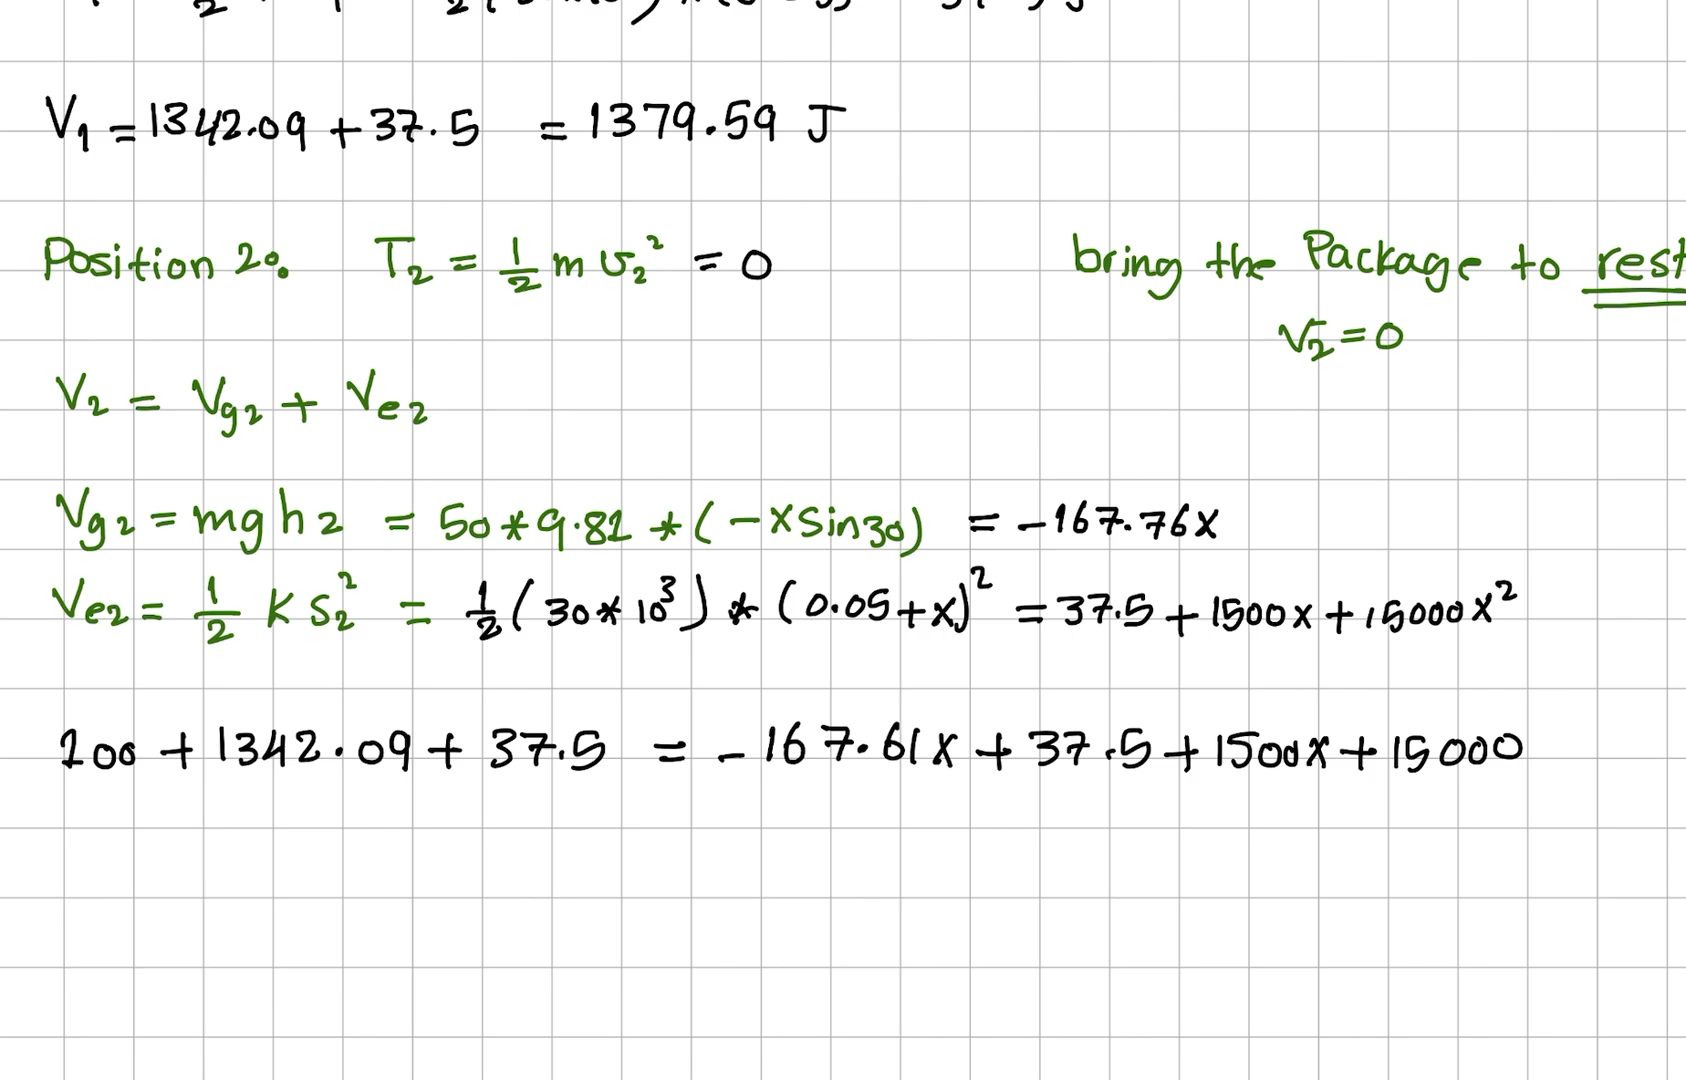 V₁ = 1342.09 + 37.5 = 1379.59 J
Position 2: T₂ = 1/2 m v₂² = 0 bring the Package to rest
v₂ = 0
V₂ = Vg₂ + Ve₂
Vg₂ = mgh₂ = 50 * 9.81 * (-x sin 30) = -167.76x
Ve₂ = 1/2 K S₂² = 1/2 (30 * 10³) * (0.05 + x)² = 37.5 + 1500x + 15000x²
200 + 1342.09 + 37.5 = -167.61x + 37.5 + 1500x + 15000